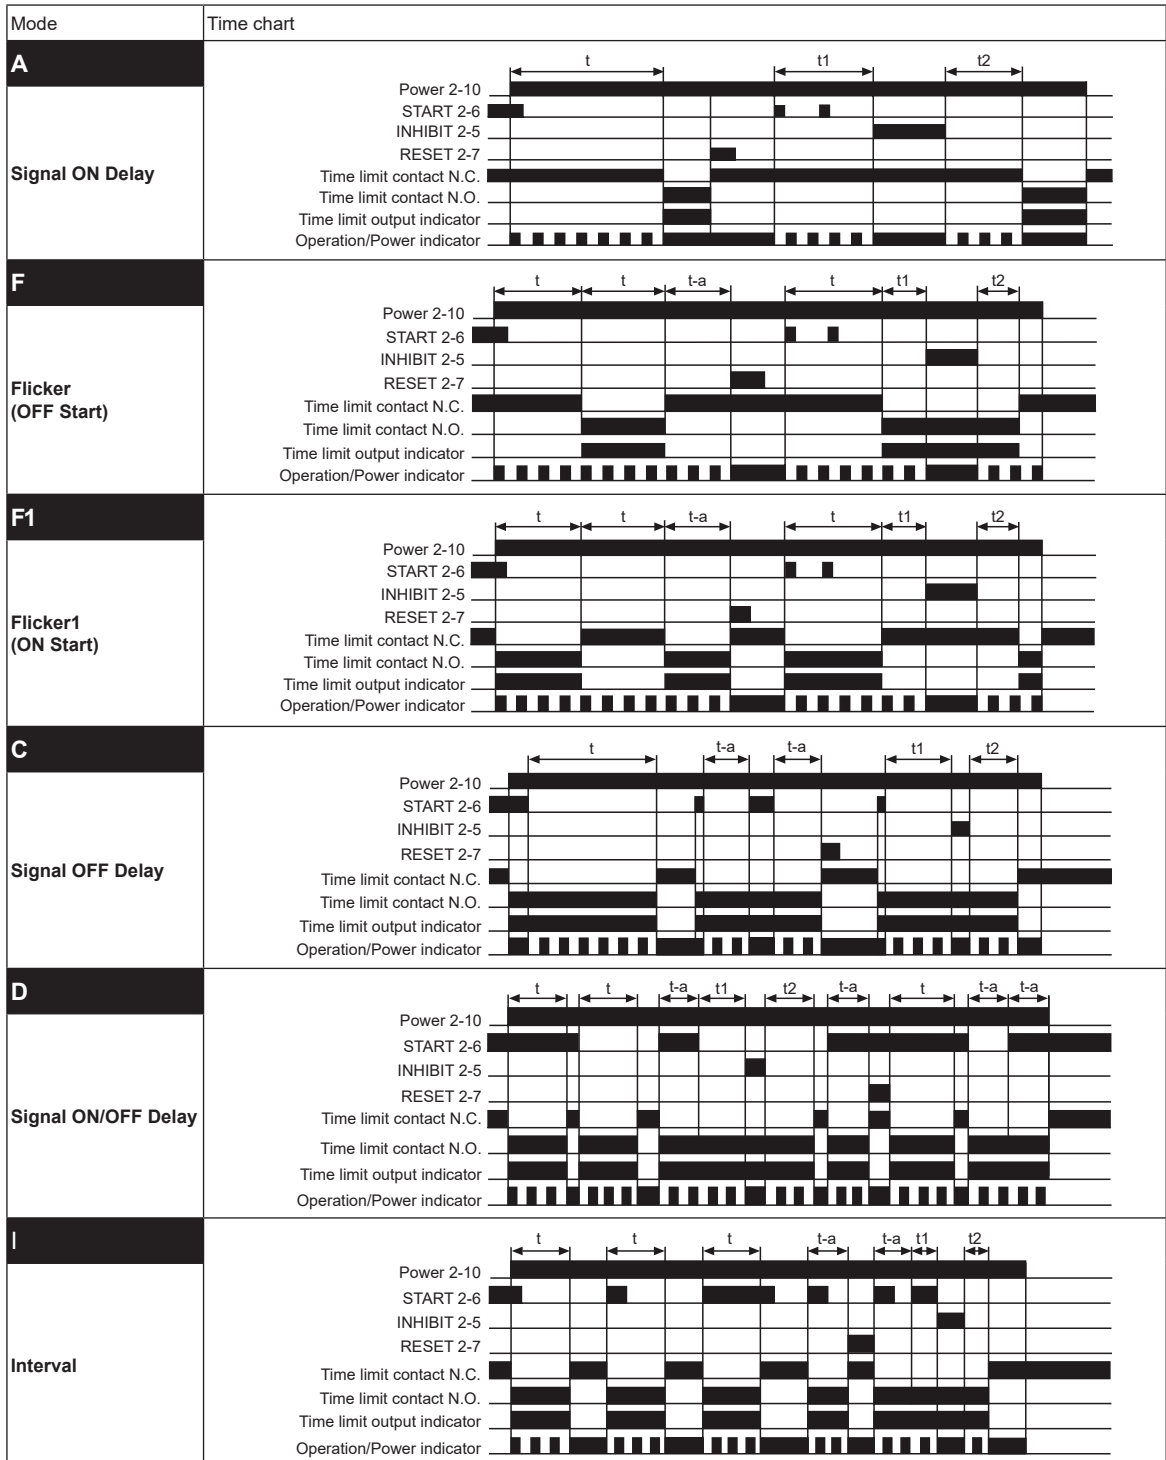 Mode Time chart
A
Signal ON Delay
t t1 t2
Power 2-10
START 2-6
INHIBIT 2-5
RESET 2-7
Time limit contact N.C.
Time limit contact N.O.
Time limit output indicator
Operation/Power indicator
F
Flicker
(OFF Start)
t t t-a t t1 t2
Power 2-10
START 2-6
INHIBIT 2-5
RESET 2-7
Time limit contact N.C.
Time limit contact N.O.
Time limit output indicator
Operation/Power indicator
F1
Flicker1
(ON Start)
t t t-a t t1 t2
Power 2-10
START 2-6
INHIBIT 2-5
RESET 2-7
Time limit contact N.C.
Time limit contact N.O.
Time limit output indicator
Operation/Power indicator
C
Signal OFF Delay
t t-a t-a t1 t2
Power 2-10
START 2-6
INHIBIT 2-5
RESET 2-7
Time limit contact N.C.
Time limit contact N.O.
Time limit output indicator
Operation/Power indicator
D
Signal ON/OFF Delay
t t t-a t1 t2 t-a t t-a t-a
Power 2-10
START 2-6
INHIBIT 2-5
RESET 2-7
Time limit contact N.C.
Time limit contact N.O.
Time limit output indicator
Operation/Power indicator
I
Interval
t t t t-a t-a t1 t2
Power 2-10
START 2-6
INHIBIT 2-5
RESET 2-7
Time limit contact N.C.
Time limit contact N.O.
Time limit output indicator
Operation/Power indicator